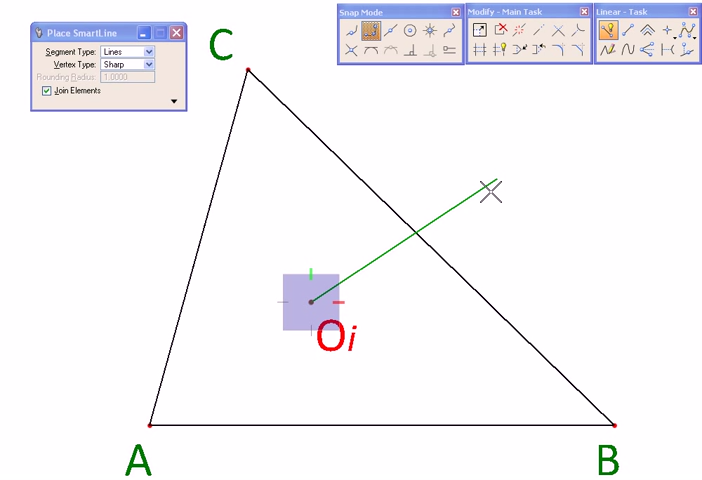 Place SmartLine
Segment Type: Lines
Vertex Type: Sharp
Rounding Radius: 1.0000
Join Elements
Snap Mode
Modify - Main Task
Linear - Task
C
Oi
A
B